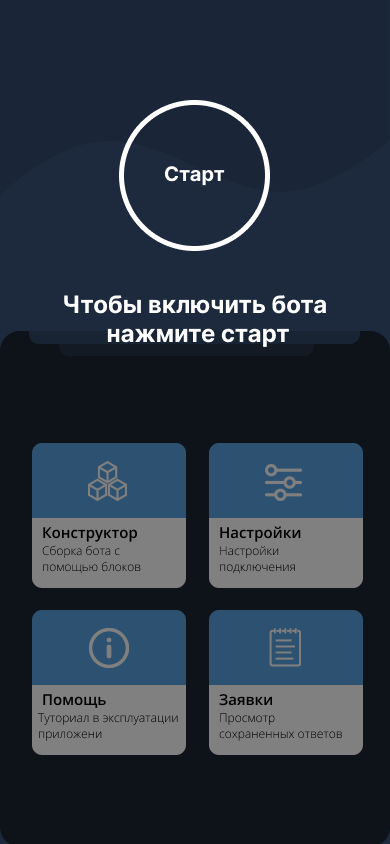 Старт
Чтобы включить бота
нажмите старт
Конструктор
Сборка бота с
помощью блоков
Настройки
Настройки
подключения
Помощь
Туториал в эксплуатации
приложени
Заявки
Просмотр
сохраненных ответов